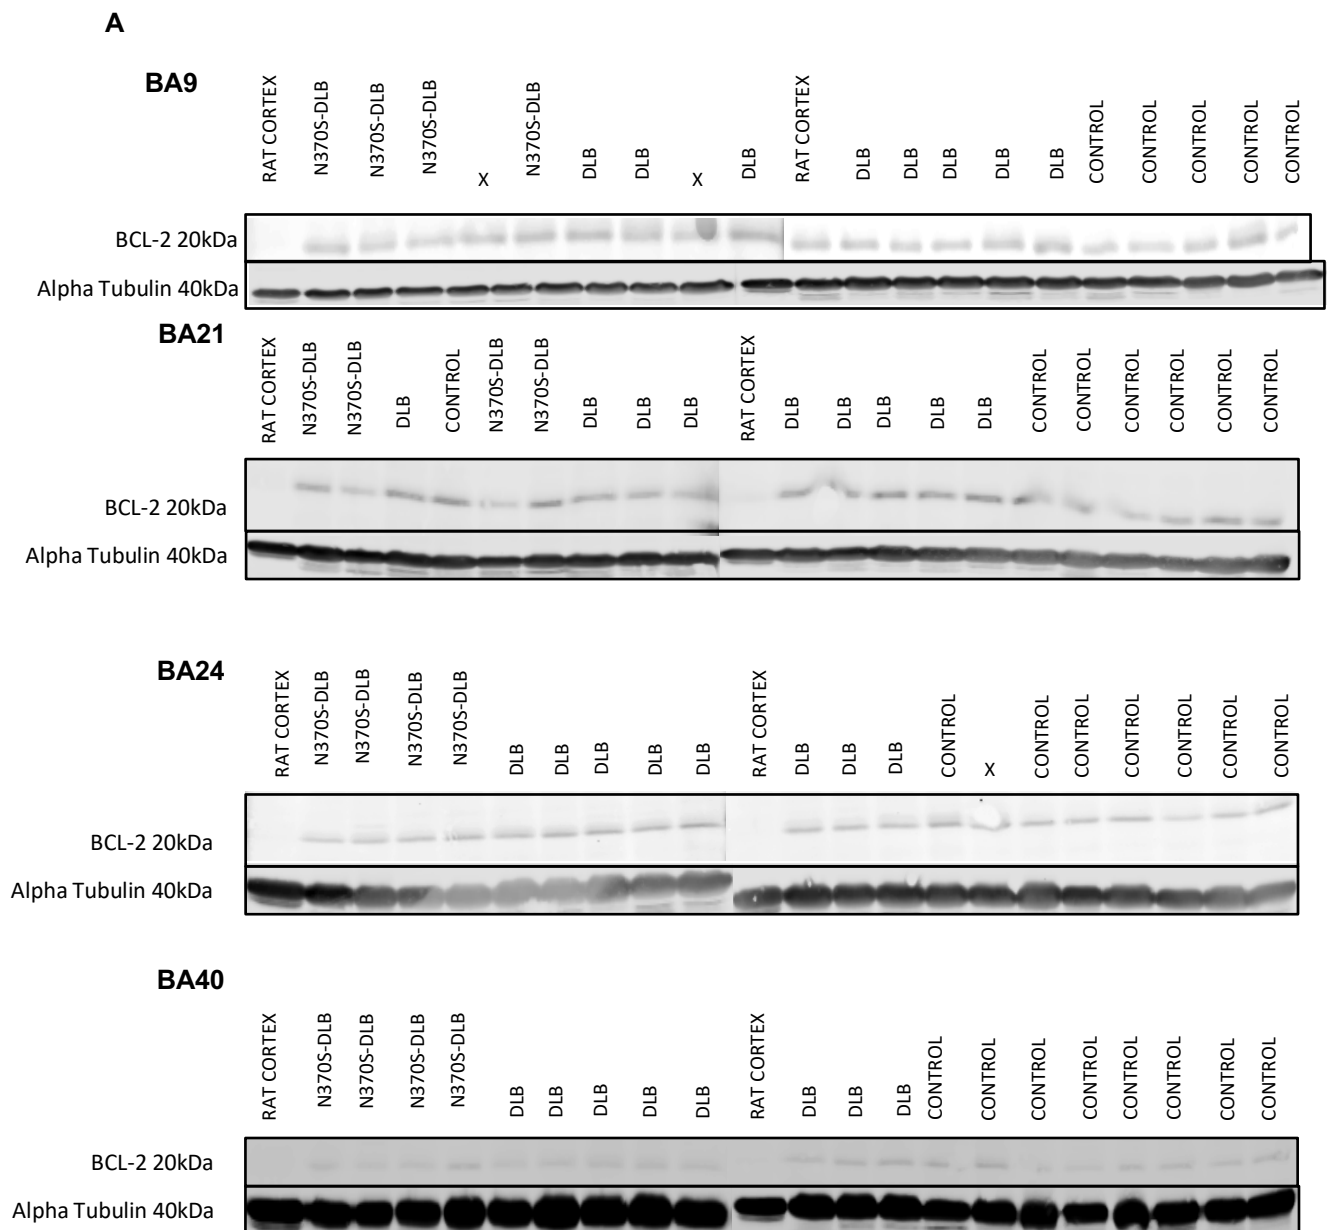 A
BA9
RAT CORTEX N370S-DLB N370S-DLB N370S-DLB X N370S-DLB DLB DLB X DLB RAT CORTEX DLB DLB DLB DLB DLB CONTROL CONTROL CONTROL CONTROL CONTROL
BCL-2 20kDa
Alpha Tubulin 40kDa
BA21
RAT CORTEX N370S-DLB N370S-DLB DLB CONTROL N370S-DLB N370S-DLB DLB DLB DLB RAT CORTEX DLB DLB DLB DLB DLB CONTROL CONTROL CONTROL CONTROL CONTROL CONTROL
BCL-2 20kDa
Alpha Tubulin 40kDa
BA24
RAT CORTEX N370S-DLB N370S-DLB N370S-DLB N370S-DLB DLB DLB DLB DLB DLB RAT CORTEX DLB DLB DLB CONTROL X CONTROL CONTROL CONTROL CONTROL CONTROL CONTROL
BCL-2 20kDa
Alpha Tubulin 40kDa
BA40
RAT CORTEX N370S-DLB N370S-DLB N370S-DLB N370S-DLB DLB DLB DLB DLB DLB RAT CORTEX DLB DLB DLB CONTROL CONTROL CONTROL CONTROL CONTROL CONTROL CONTROL CONTROL
BCL-2 20kDa
Alpha Tubulin 40kDa